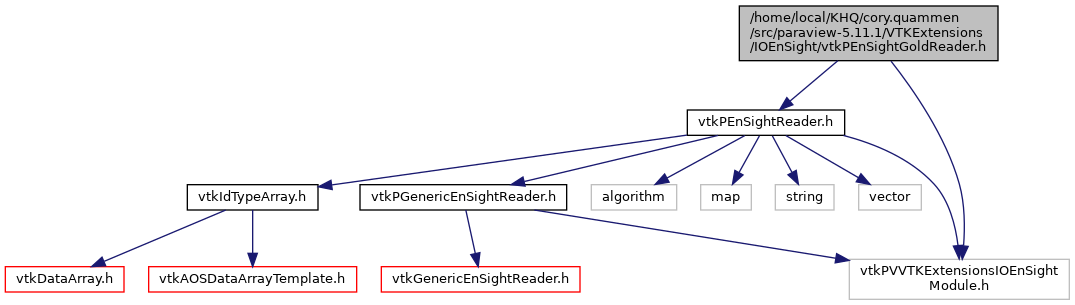 /home/local/KHQ/cory.quammen
/src/paraview-5.11.1/VTKExtensions
/IOEnSight/vtkPEnSightGoldReader.h
vtkPEnSightReader.h
vtkIdTypeArray.h
vtkPGenericEnSightReader.h
algorithm
map
string
vector
vtkDataArray.h
vtkAOSDataArrayTemplate.h
vtkGenericEnSightReader.h
vtkPVVTKExtensionsIOEnSight
Module.h